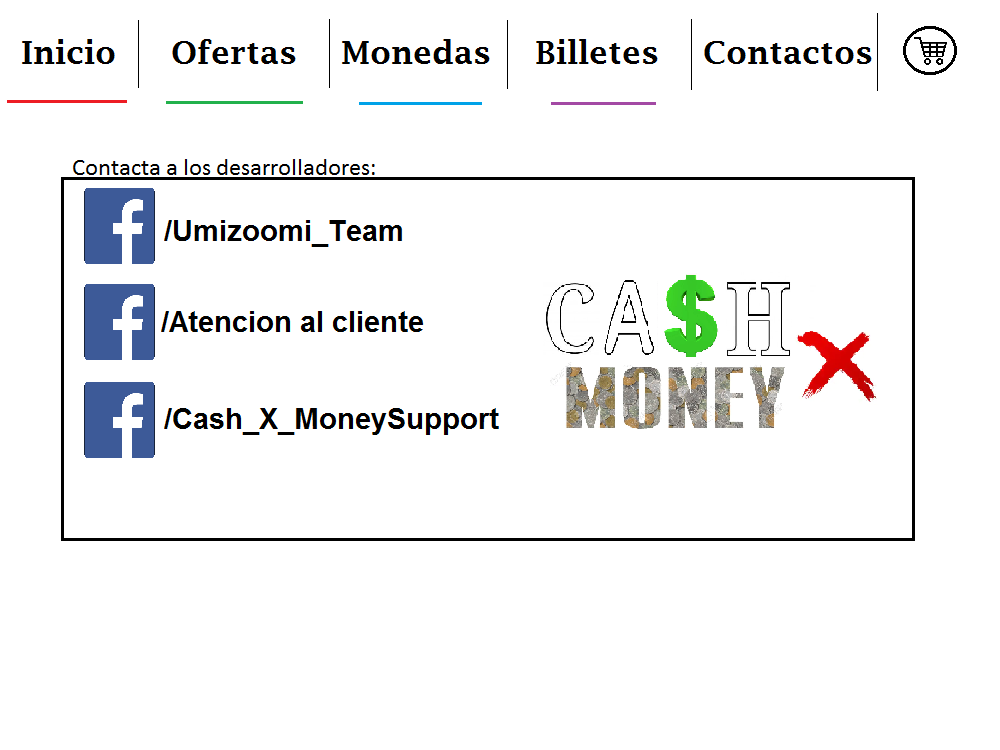 Inicio Ofertas Monedas Billetes Contactos
Contacta a los desarrolladores:
/Umizoomi_Team
/Atencion al cliente
/Cash_X_MoneySupport
CA$H
X
MONEY